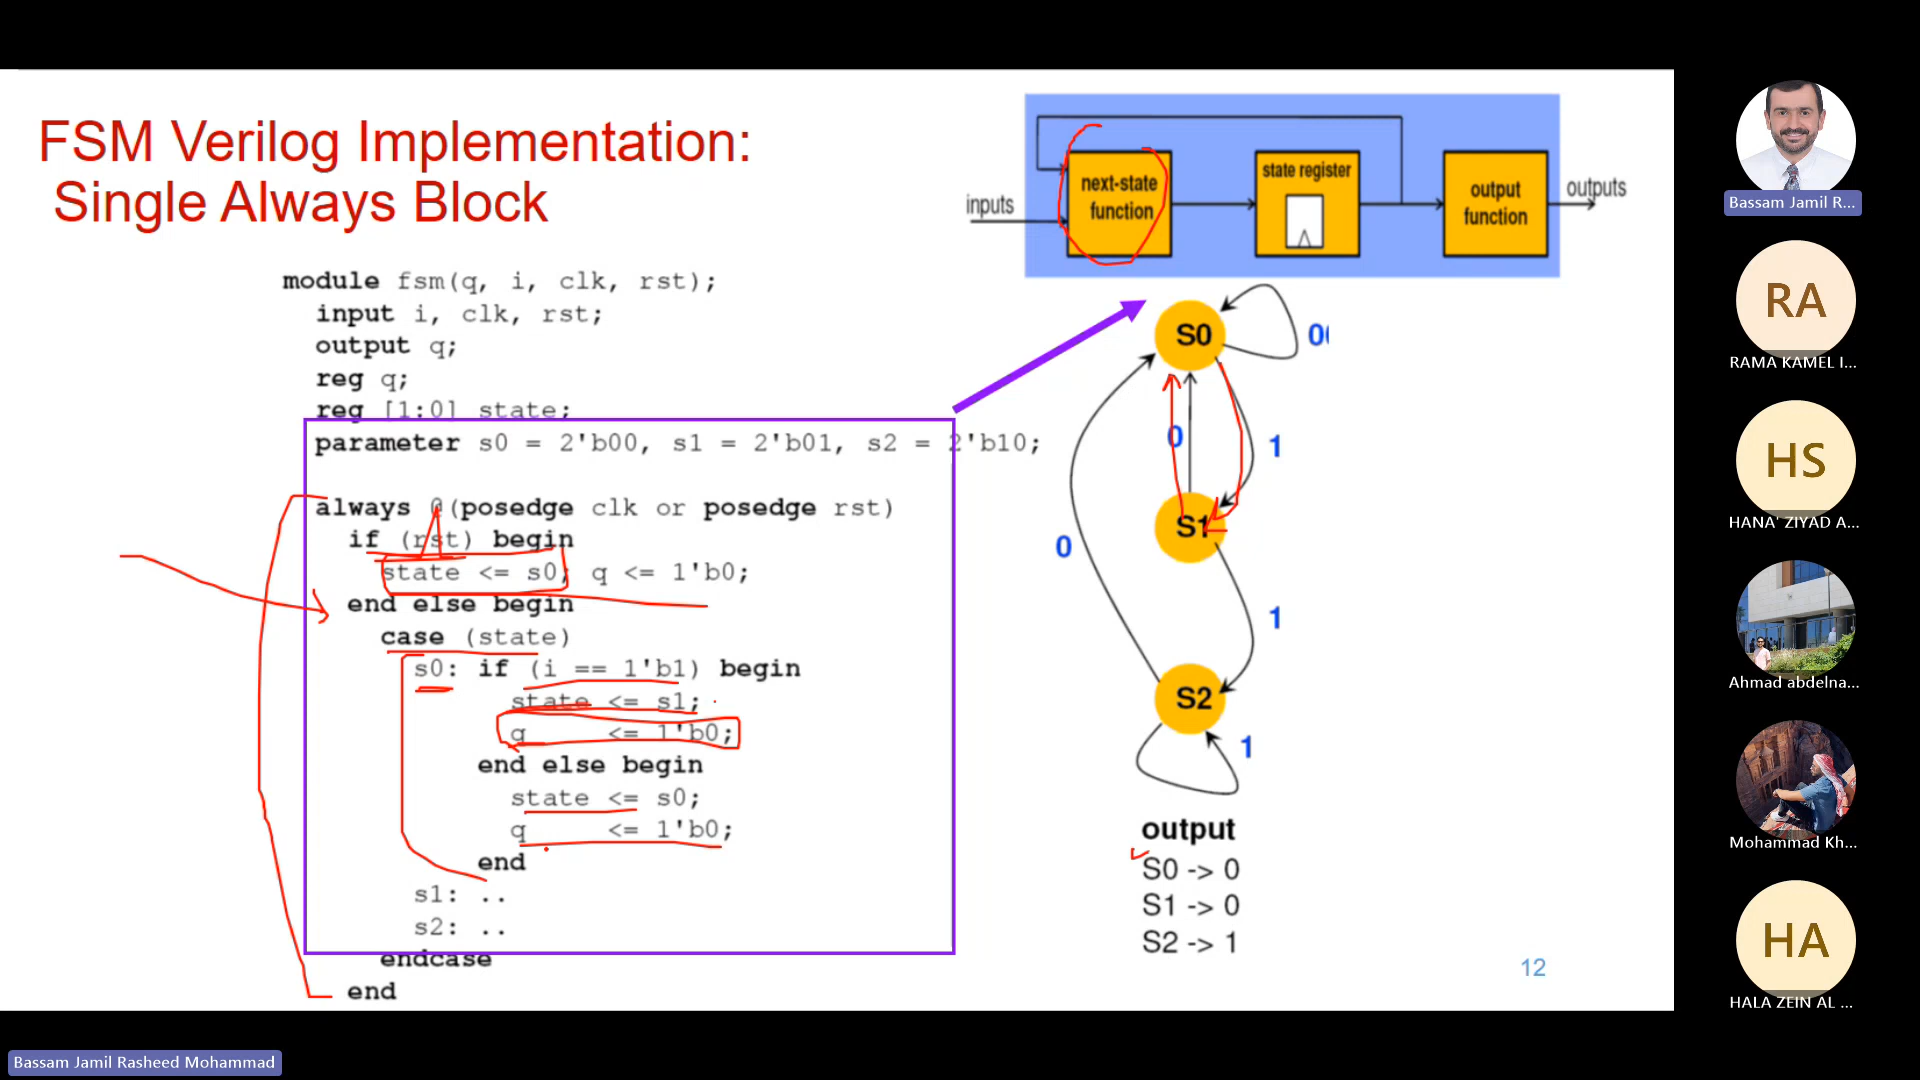 FSM Verilog Implementation:
Single Always Block
module fsm(q, i, clk, rst);
input i, clk, rst;
output q;
reg q;
reg [1:0] state;
parameter s0 = 2'b00, s1 = 2'b01, s2 = 2'b10;
always @(posedge clk or posedge rst)
if (rst) begin
state <= s0; q <= 1'b0;
end else begin
case (state)
s0: if (i == 1'b1) begin
state <= s1;
q <= 1'b0;
end else begin
state <= s0;
q <= 1'b0;
end
s1: ..
s2: ..
endcase
end
inputs
next-state
function
state register
output
function
outputs
S0
0
1
S1
0
1
S2
1
output
S0 -> 0
S1 -> 0
S2 -> 1
12
Bassam Jamil R...
RA
RAMA KAMEL I...
HS
HANA' ZIYAD A...
Ahmad abdelna...
Mohammad Kh...
HA
HALA ZEIN AL ...
Bassam Jamil Rasheed Mohammad